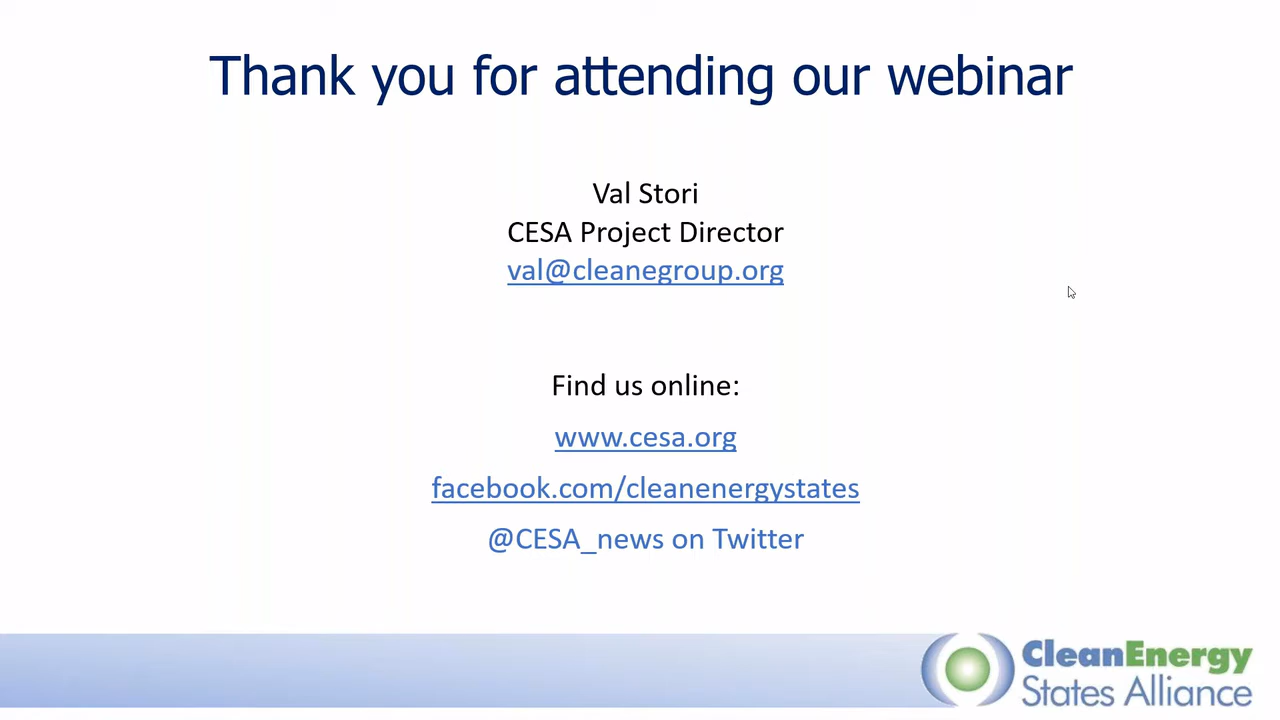 Thank you for attending our webinar
Val Stori
CESA Project Director
val@cleanegroup.org
Find us online:
www.cesa.org
facebook.com/cleanenergystates
@CESA_news on Twitter
CleanEnergy
States Alliance